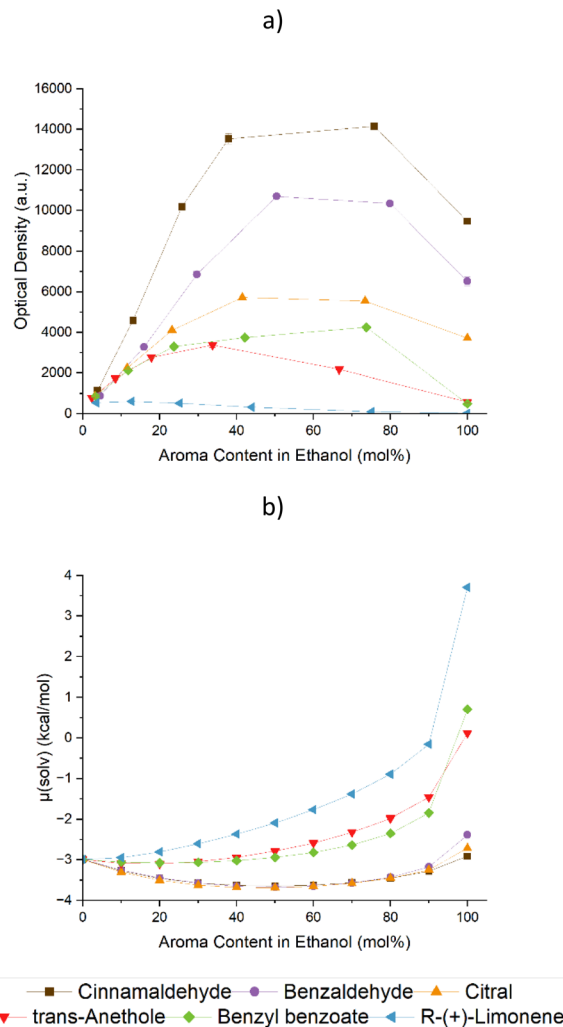 a)
16000
14000
12000
10000
8000
6000
4000
2000
0
Optical Density (a.u.)
0 20 40 60 80 100
Aroma Content in Ethanol (mol%)
b)
4
3
2
1
0
−1
−2
−3
−4
μ(solv) (kcal/mol)
0 20 40 60 80 100
Aroma Content in Ethanol (mol%)
Cinnamaldehyde Benzaldehyde Citral
trans-Anethole Benzyl benzoate R-(+)-Limonene